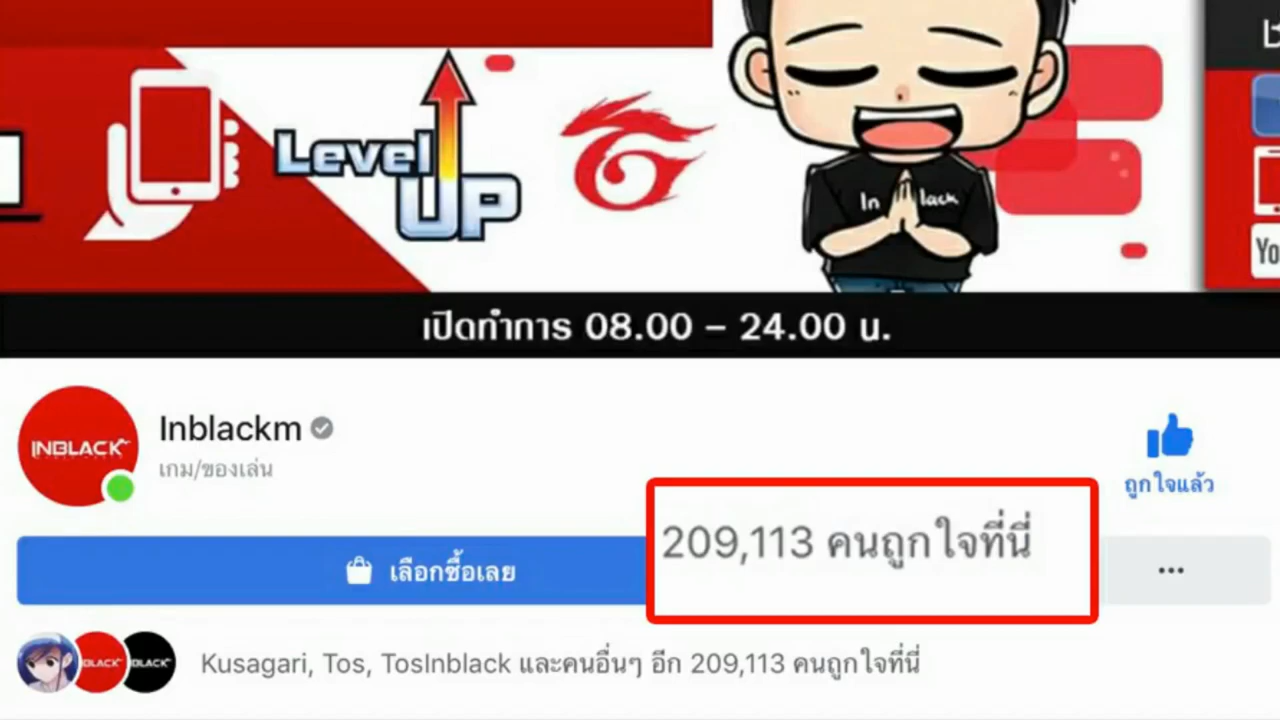 Level UP
In lack
เปิดทำการ 08.00 – 24.00 น.
INBLACK
Inblackm
เกม/ของเล่น
ถูกใจแล้ว
209,113 คนถูกใจที่นี่
เลือกซื้อเลย
Kusagari, Tos, TosInblack และคนอื่นๆ อีก 209,113 คนถูกใจที่นี่